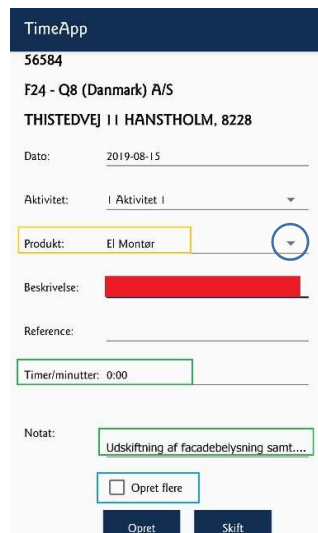 TimeApp
56584
F24 - Q8 (Danmark) A/S
THISTEDVEJ 11 HANSTHOLM, 8228
Dato: 2019-08-15
Aktivitet: 1 Aktivitet 1
Produkt: El Montør
Beskrivelse:
Reference:
Timer/minutter: 0:00
Notat:
Udskiftning af facadebelysning samt....
Opret flere
Opret Skift